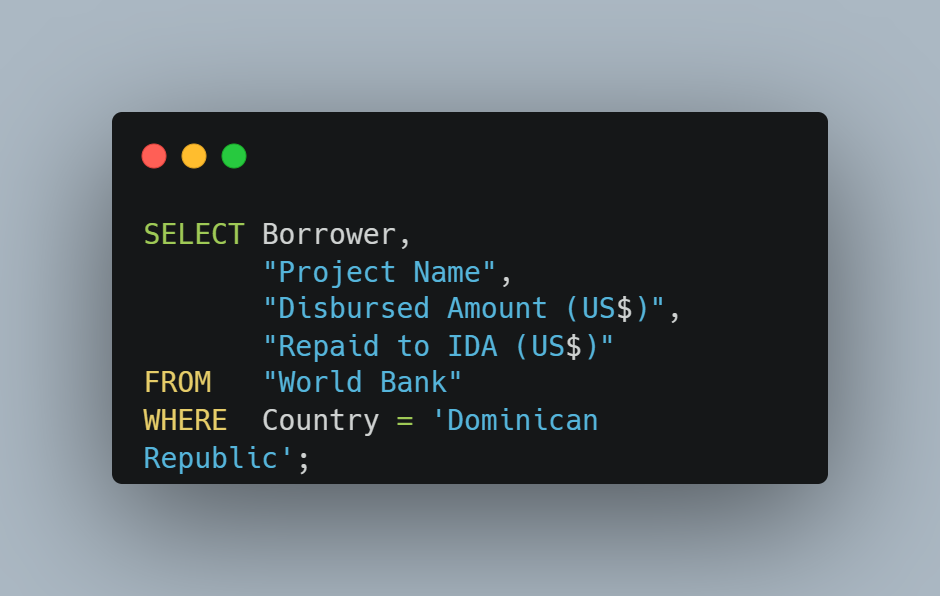 SELECT Borrower,
       "Project Name",
       "Disbursed Amount (US$)",
       "Repaid to IDA (US$)"
FROM   "World Bank"
WHERE  Country = 'Dominican
Republic';